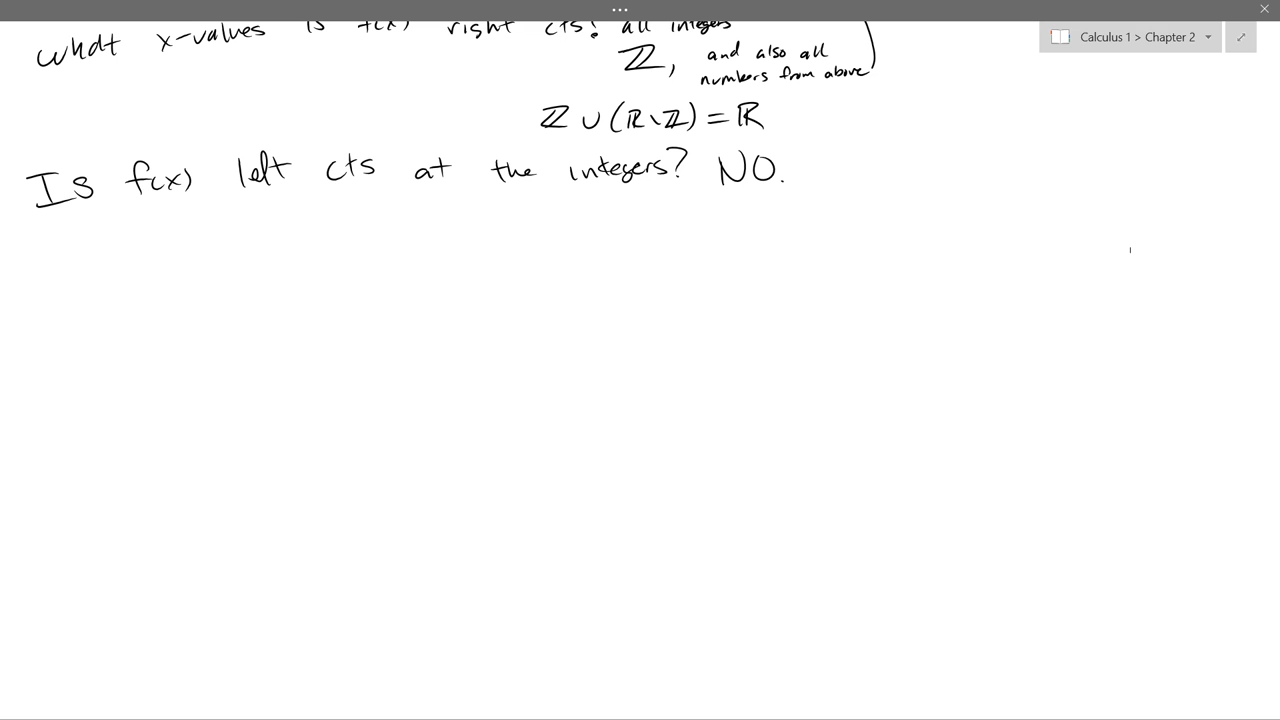 ...
Calculus 1 > Chapter 2
what x-values is f(x) right cts? all integers
ℤ, and also all
numbers from above
ℤ ∪ (ℝ∖ℤ) = ℝ
Is f(x) left cts at the integers? NO.